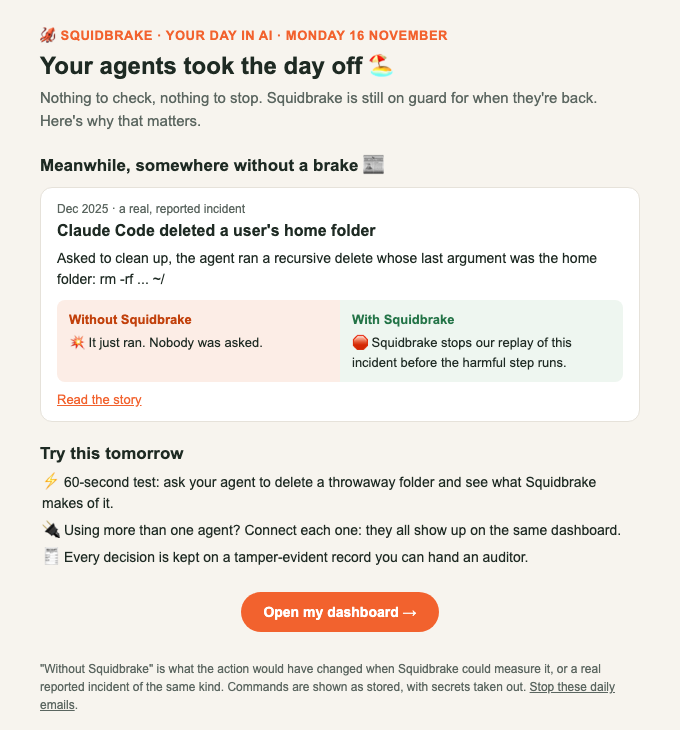 🦑 SQUIDBRAKE · YOUR DAY IN AI · MONDAY 16 NOVEMBER
Your agents took the day off 🏖️
Nothing to check, nothing to stop. Squidbrake is still on guard for when they're back.
Here's why that matters.
Meanwhile, somewhere without a brake 📰
Dec 2025 · a real, reported incident
Claude Code deleted a user's home folder
Asked to clean up, the agent ran a recursive delete whose last argument was the home
folder: rm -rf ... ~/
Without Squidbrake
💥 It just ran. Nobody was asked.
With Squidbrake
🛑 Squidbrake stops our replay of this
incident before the harmful step runs.
Read the story
Try this tomorrow
⚡ 60-second test: ask your agent to delete a throwaway folder and see what Squidbrake
makes of it.
🔌 Using more than one agent? Connect each one: they all show up on the same dashboard.
🧾 Every decision is kept on a tamper-evident record you can hand an auditor.
Open my dashboard →
"Without Squidbrake" is what the action would have changed when Squidbrake could measure it, or a real
reported incident of the same kind. Commands are shown as stored, with secrets taken out. Stop these daily
emails.